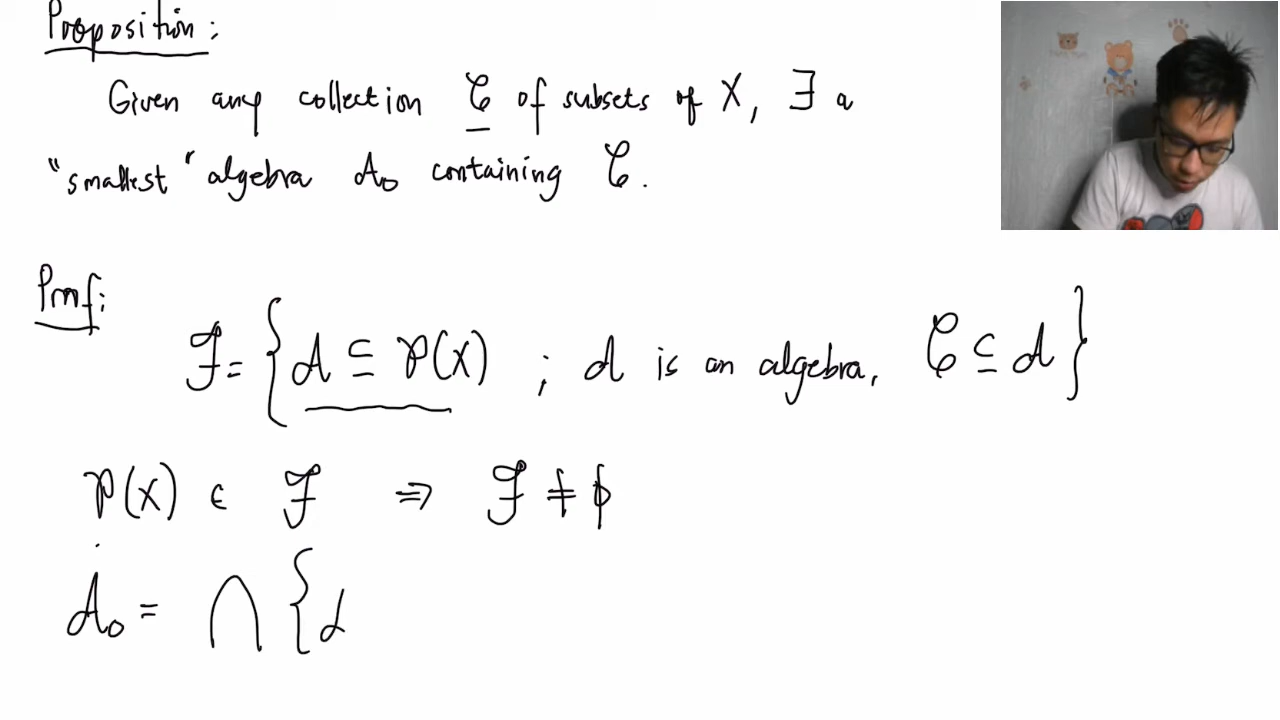 Proposition:
Given any collection 𝒞 of subsets of X, ∃ a
"smallest" algebra 𝒜₀ containing 𝒞.
Proof:
ℱ = { 𝒜 ⊆ 𝒫(X) ; 𝒜 is an algebra, 𝒞 ⊆ 𝒜 }
𝒫(X) ∈ ℱ ⇒ ℱ ≠ ϕ
𝒜₀ = ⋂ {